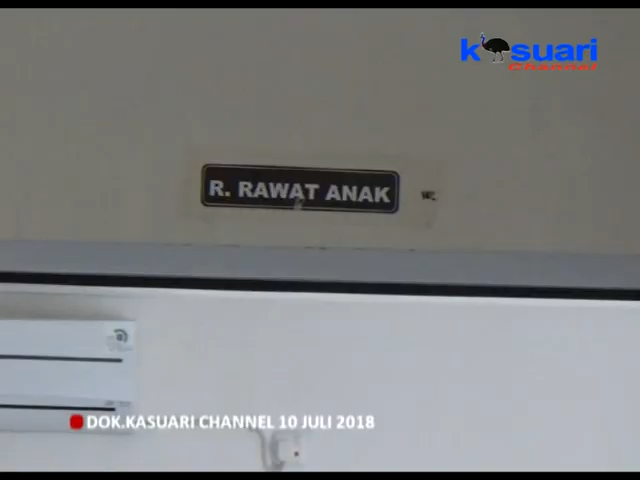 kasuari
Channel
R. RAWAT ANAK
DOK.KASUARI CHANNEL 10 JULI 2018